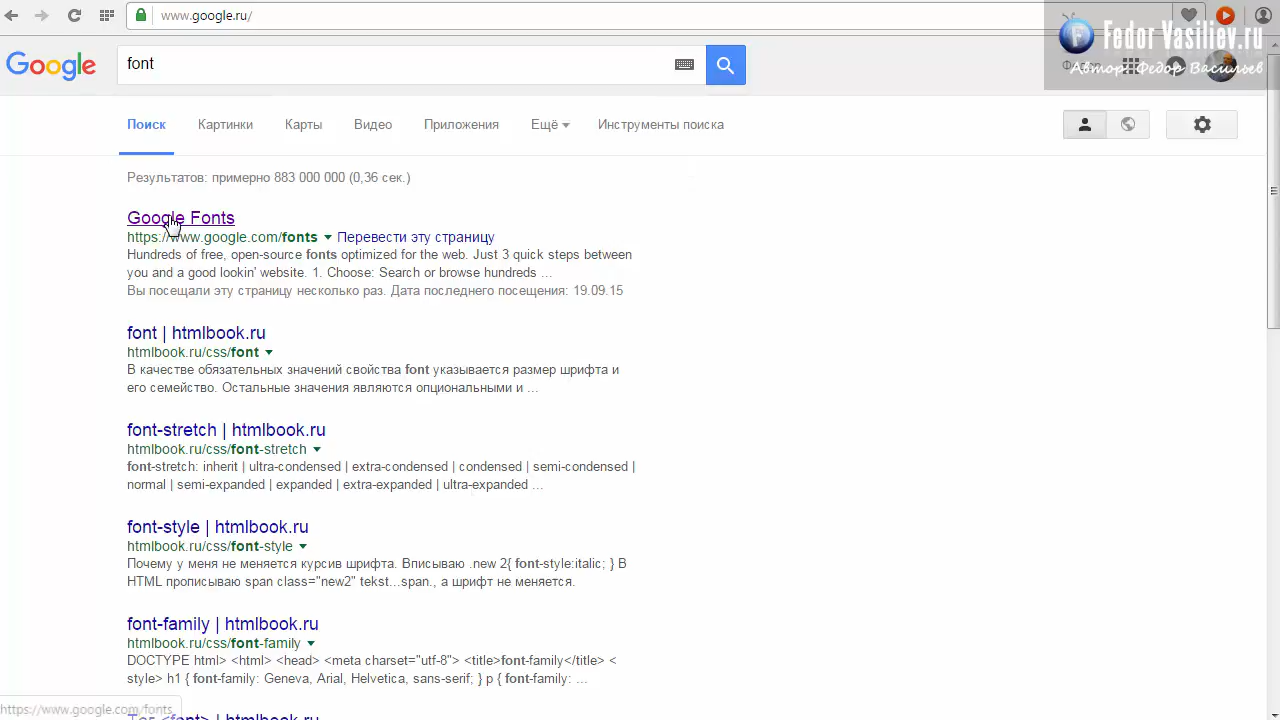 www.google.ru/
Fedor Vasiliev.ru
Автор: Федор Васильев
Google
font
Поиск Картинки Карты Видео Приложения Ещё Инструменты поиска
Результатов: примерно 883 000 000 (0,36 сек.)
Google Fonts
https://www.google.com/fonts Перевести эту страницу
Hundreds of free, open-source fonts optimized for the web. Just 3 quick steps between
you and a good lookin' website. 1. Choose: Search or browse hundreds ...
Вы посещали эту страницу несколько раз. Дата последнего посещения: 19.09.15
font | htmlbook.ru
htmlbook.ru/css/font
В качестве обязательных значений свойства font указывается размер шрифта и
его семейство. Остальные значения являются опциональными и ...
font-stretch | htmlbook.ru
htmlbook.ru/css/font-stretch
font-stretch: inherit | ultra-condensed | extra-condensed | condensed | semi-condensed |
normal | semi-expanded | expanded | extra-expanded | ultra-expanded ...
font-style | htmlbook.ru
htmlbook.ru/css/font-style
Почему у меня не меняется курсив шрифта. Вписываю .new 2{ font-style:italic; } В
HTML прописываю span class="new2" tekst...span., а шрифт не меняется.
font-family | htmlbook.ru
htmlbook.ru/css/font-family
DOCTYPE html> <html> <head> <meta charset="utf-8"> <title>font-family</title> <
style> h1 { font-family: Geneva, Arial, Helvetica, sans-serif; } p { font-family: ...
Тег <font> | htmlbook.ru
https://www.google.com/fonts